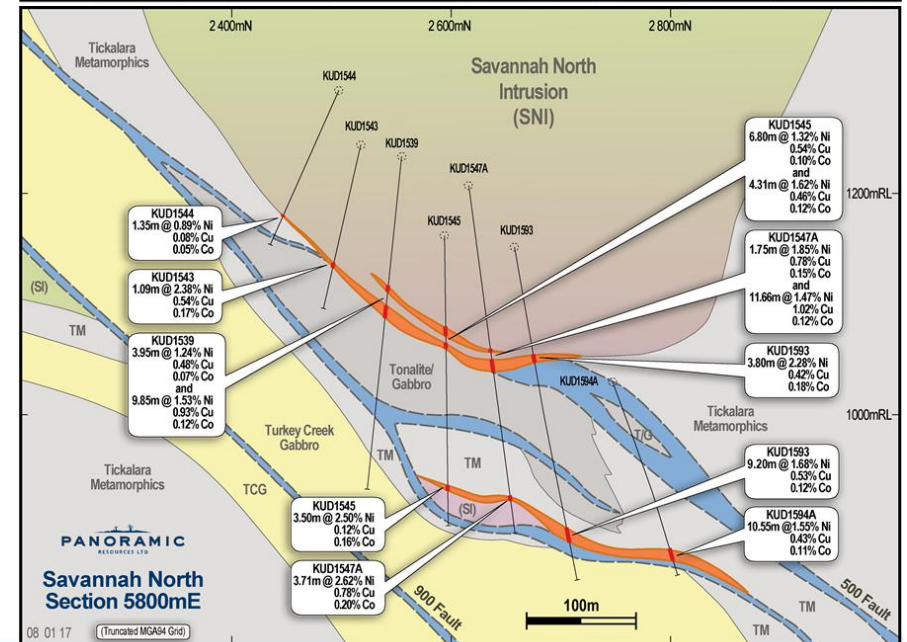 2 400mN
2 600mN
2 800mN
Tickalara
Metamorphics
Savannah North
Intrusion
(SNI)
KUD1544
KUD1543
KUD1539
KUD1547A
KUD1545
KUD1593
KUD1545
6.80m @ 1.32% Ni
0.54% Cu
0.10% Co
and
4.31m @ 1.62% Ni
0.46% Cu
0.12% Co
1200mRL
KUD1544
1.35m @ 0.89% Ni
0.08% Cu
0.05% Co
KUD1547A
1.75m @ 1.85% Ni
0.78% Cu
0.15% Co
and
11.66m @ 1.47% Ni
1.02% Cu
0.12% Co
KUD1543
1.09m @ 2.38% Ni
0.54% Cu
0.17% Co
(SI)
TM
KUD1539
3.95m @ 1.24% Ni
0.48% Cu
0.07% Co
and
9.85m @ 1.53% Ni
0.93% Cu
0.12% Co
KUD1593
3.80m @ 2.28% Ni
0.42% Cu
0.18% Co
Tonalite/
Gabbro
KUD1594A
1000mRL
Tickalara
Metamorphics
T/G
Turkey Creek
Gabbro
TM
TM
Tickalara
Metamorphics
TCG
KUD1593
9.20m @ 1.68% Ni
0.53% Cu
0.12% Co
(SI)
KUD1545
3.50m @ 2.50% Ni
0.12% Cu
0.16% Co
KUD1594A
10.55m @1.55% Ni
0.43% Cu
0.11% Co
PANORAMIC
RESOURCES LTD
KUD1547A
3.71m @ 2.62% Ni
0.78% Cu
0.20% Co
Savannah North
Section 5800mE
900 Fault
100m
500 Fault
TM
TM
08 01 17
(Truncated MGA94 Grid)